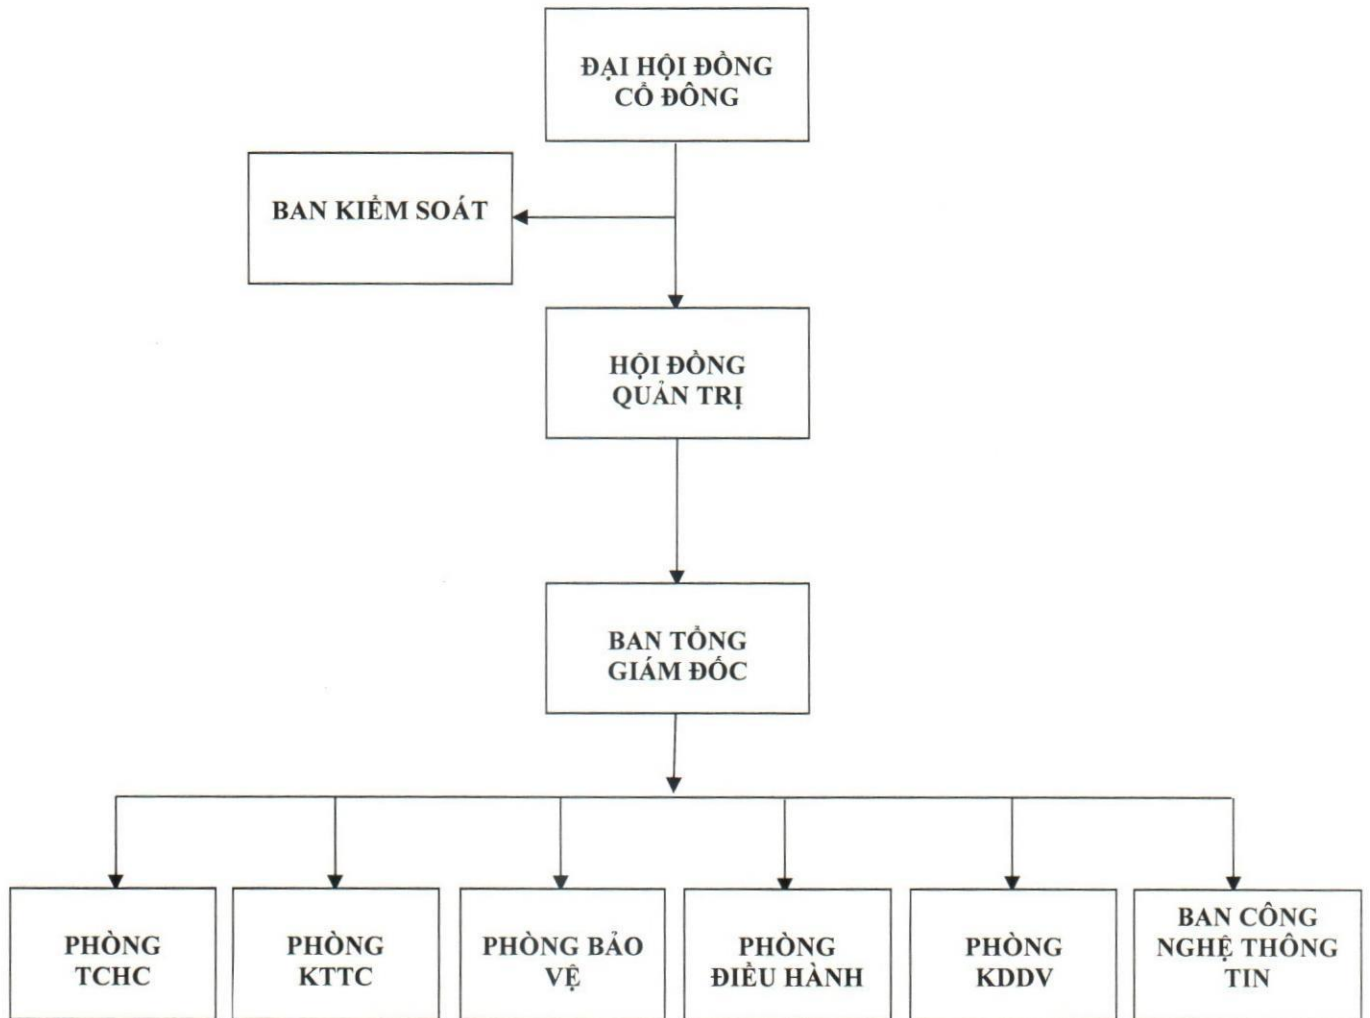 ĐẠI HỘI ĐỒNG
CỔ ĐÔNG
BAN KIỂM SOÁT
HỘI ĐỒNG
QUẢN TRỊ
BAN TỔNG
GIÁM ĐỐC
PHÒNG
TCHC
PHÒNG
KTTC
PHÒNG BẢO
VỆ
PHÒNG
ĐIỀU HÀNH
PHÒNG
KDDV
BAN CÔNG
NGHỆ THÔNG
TIN